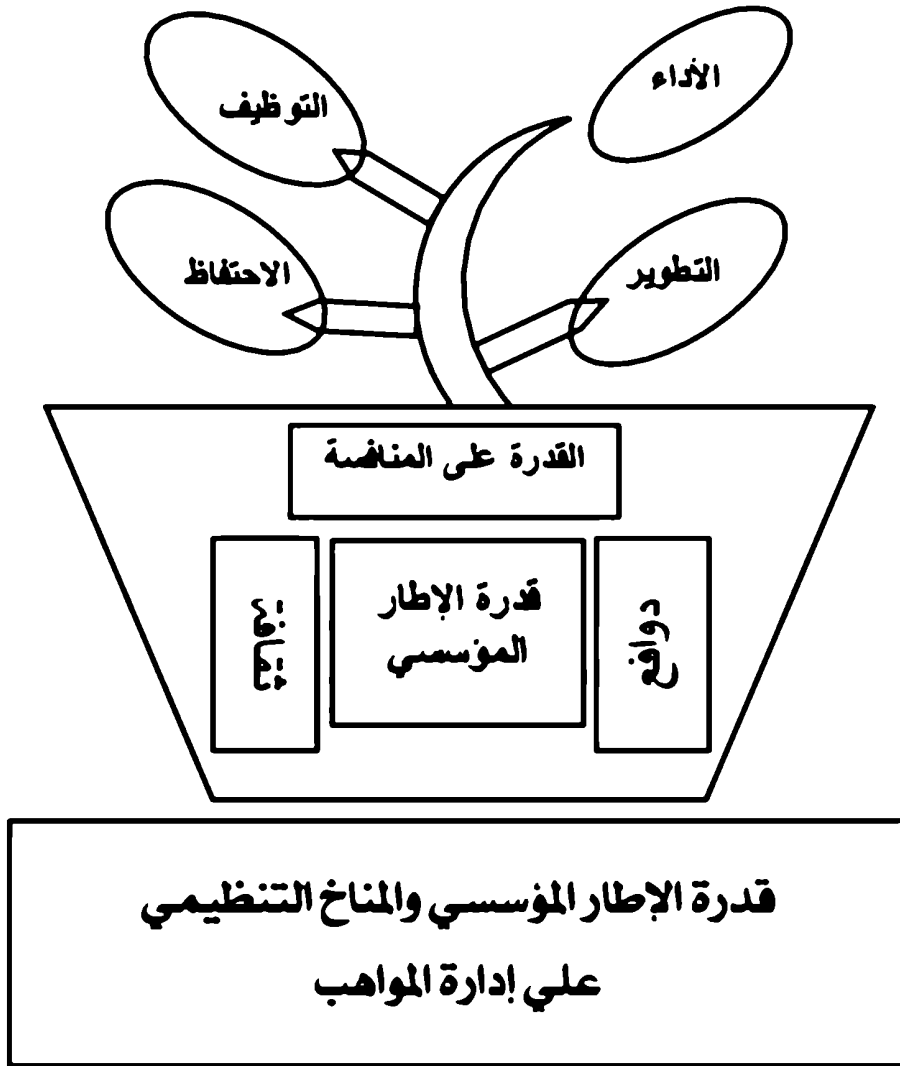 الأداء
التوظيف
التطوير
الاحتفاظ
القدرة على المنافسة
دوافع
قدرة الإطار
المؤسسي
ثقافة
قدرة الإطار المؤسسي والمناخ التنظيمي
علي إدارة المواهب